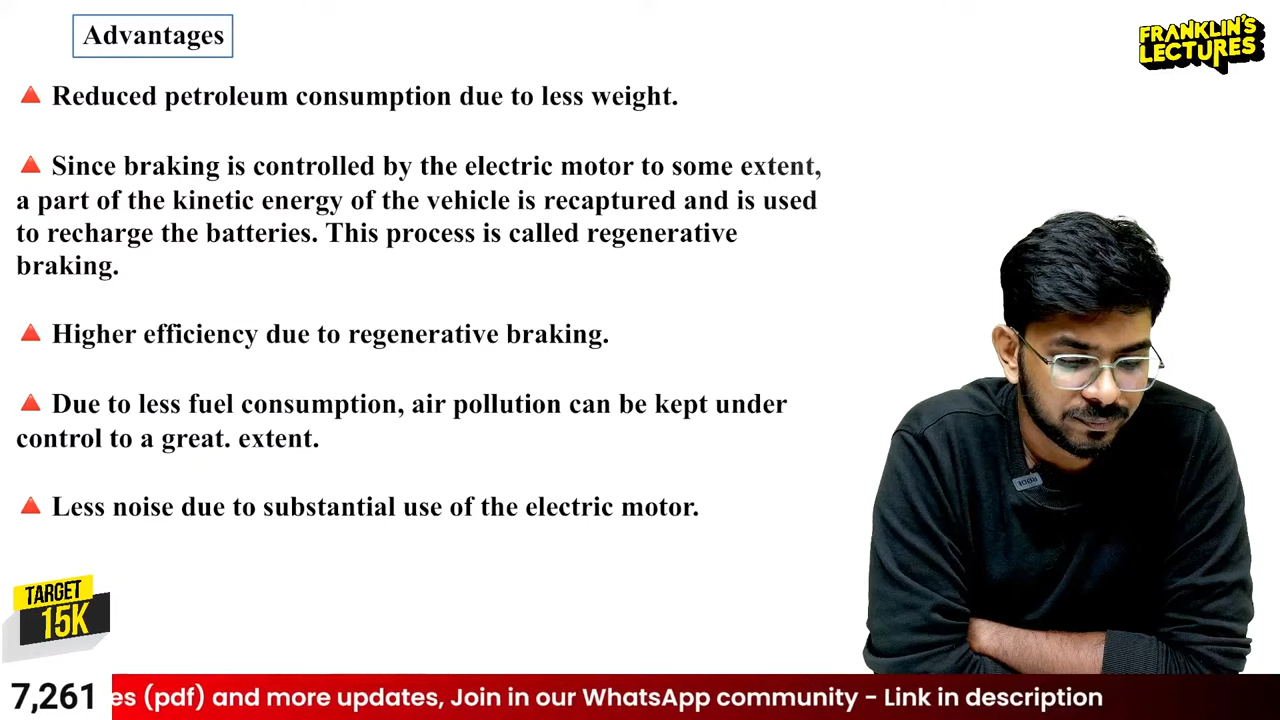 Advantages
FRANKLIN'S
LECTURES
🔺 Reduced petroleum consumption due to less weight.
🔺 Since braking is controlled by the electric motor to some extent,
a part of the kinetic energy of the vehicle is recaptured and is used
to recharge the batteries. This process is called regenerative
braking.
🔺 Higher efficiency due to regenerative braking.
🔺 Due to less fuel consumption, air pollution can be kept under
control to a great. extent.
🔺 Less noise due to substantial use of the electric motor.
TARGET
15K
7,261 es (pdf) and more updates, Join in our WhatsApp community - Link in description